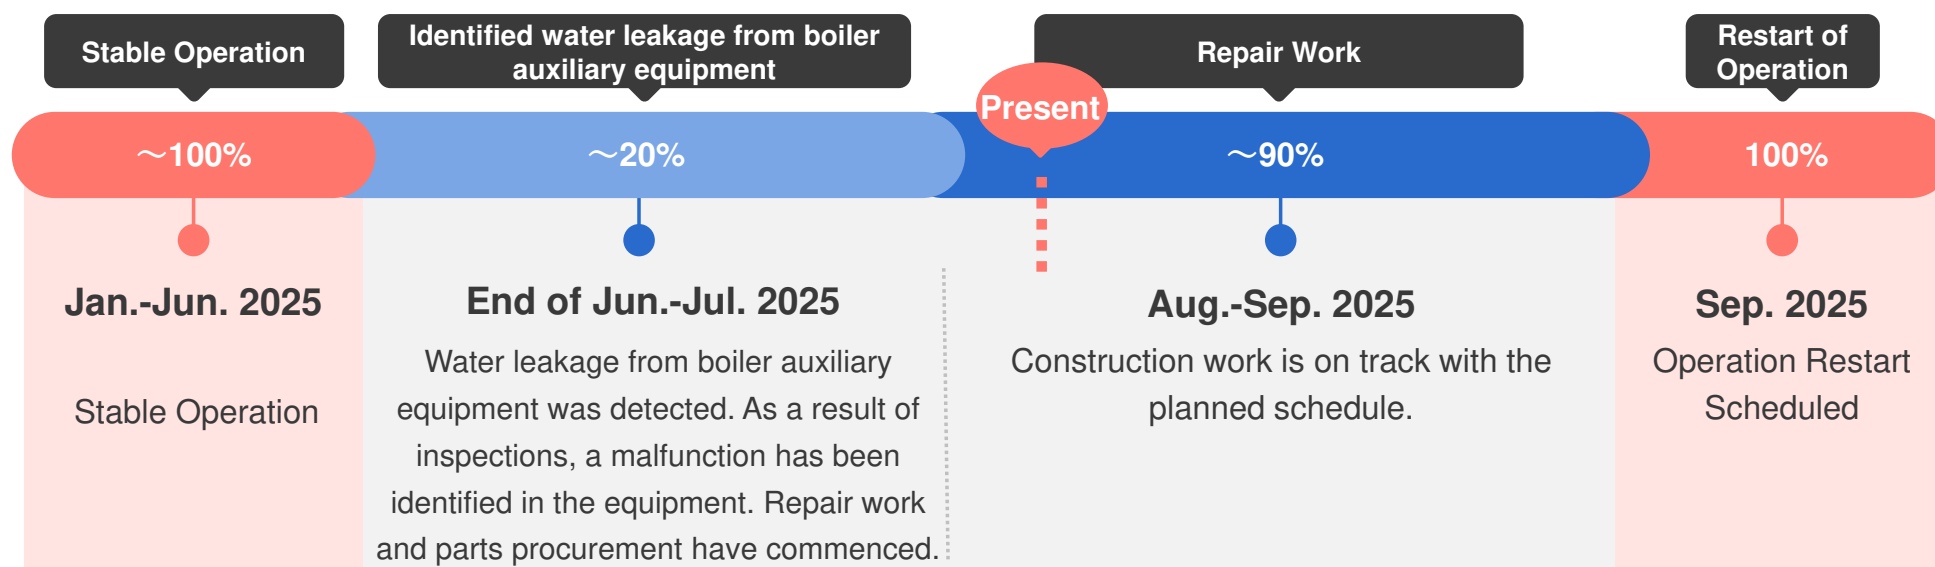 Stable Operation
Identified water leakage from boiler
auxiliary equipment
Repair Work
Restart of
Operation
Present
～100%
～20%
～90%
100%
Jan.-Jun. 2025
Stable Operation
End of Jun.-Jul. 2025
Water leakage from boiler auxiliary
equipment was detected. As a result of
inspections, a malfunction has been
identified in the equipment. Repair work
and parts procurement have commenced.
Aug.-Sep. 2025
Construction work is on track with the
planned schedule.
Sep. 2025
Operation Restart
Scheduled